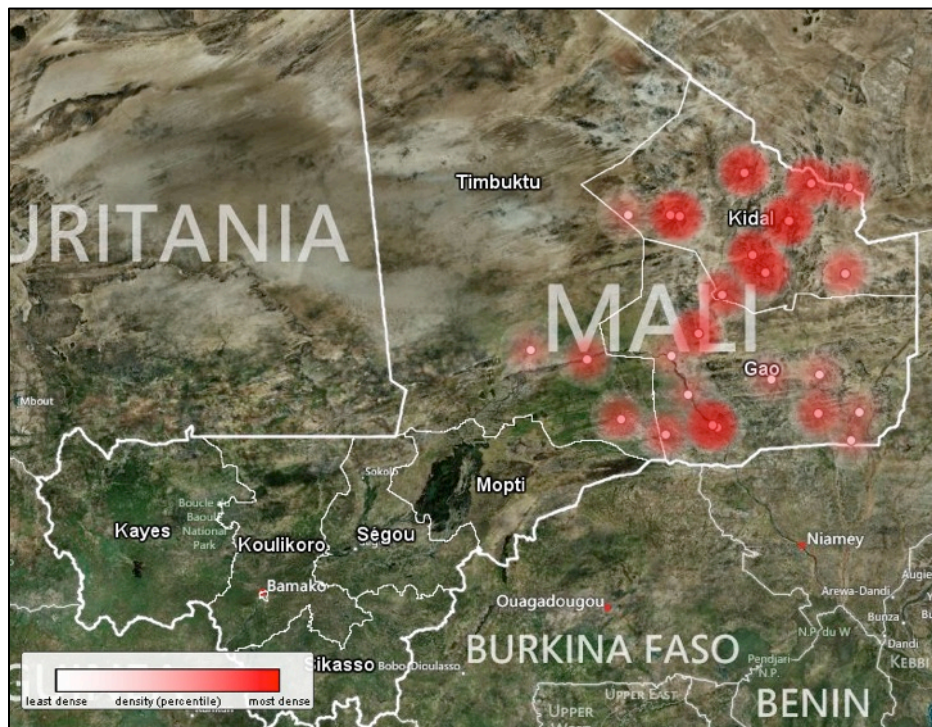 Timbuktu
URITANIA
Kidal
MALI
Gao
Mbout
Sokolo
Mopti
Boucle du
Baoulé
National
Park
Kayes
Ségou
Koulikoro
Niamey
Bamako
Augie
Arewa-Dandi
Ouagadougou
Bunza
N.P. du W
Dandi
BURKINA FASO
KEBBI
Sikasso
Bobo Dioulasso
Pendjari
N.P.
UPPER EAST
BENIN
UPPER
least dense density (percentile) most dense